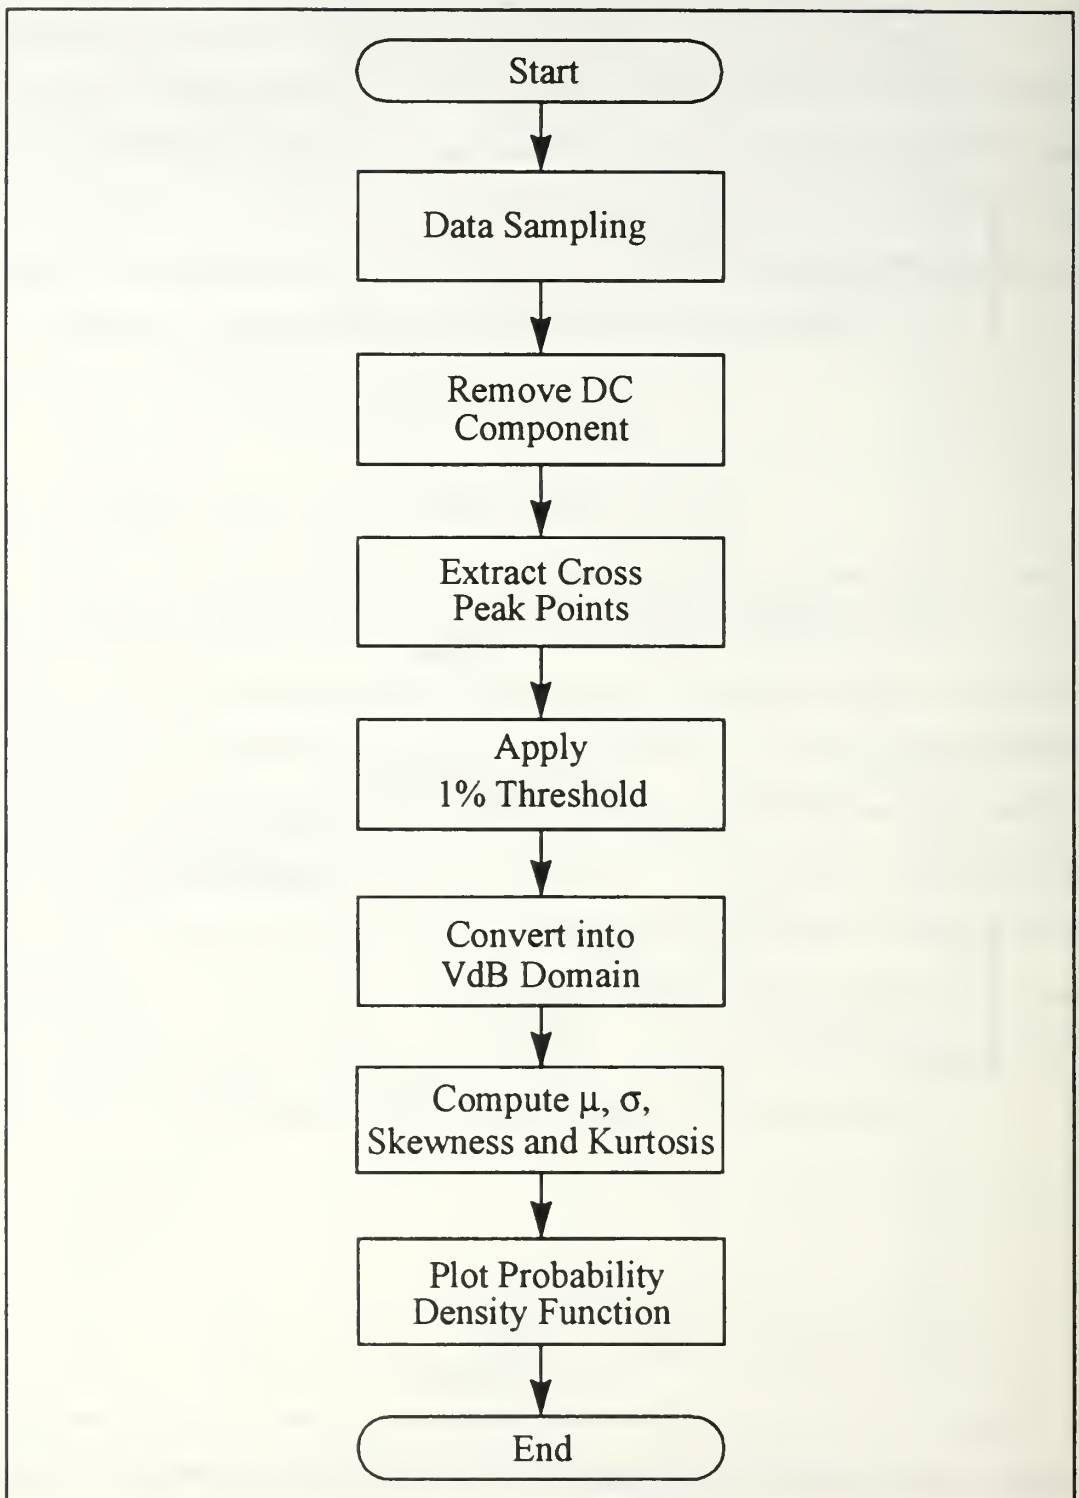 Start
Data Sampling
Remove DC
Component
Extract Cross
Peak Points
Apply
1% Threshold
Convert into
VdB Domain
Compute μ, σ,
Skewness and Kurtosis
Plot Probability
Density Function
End